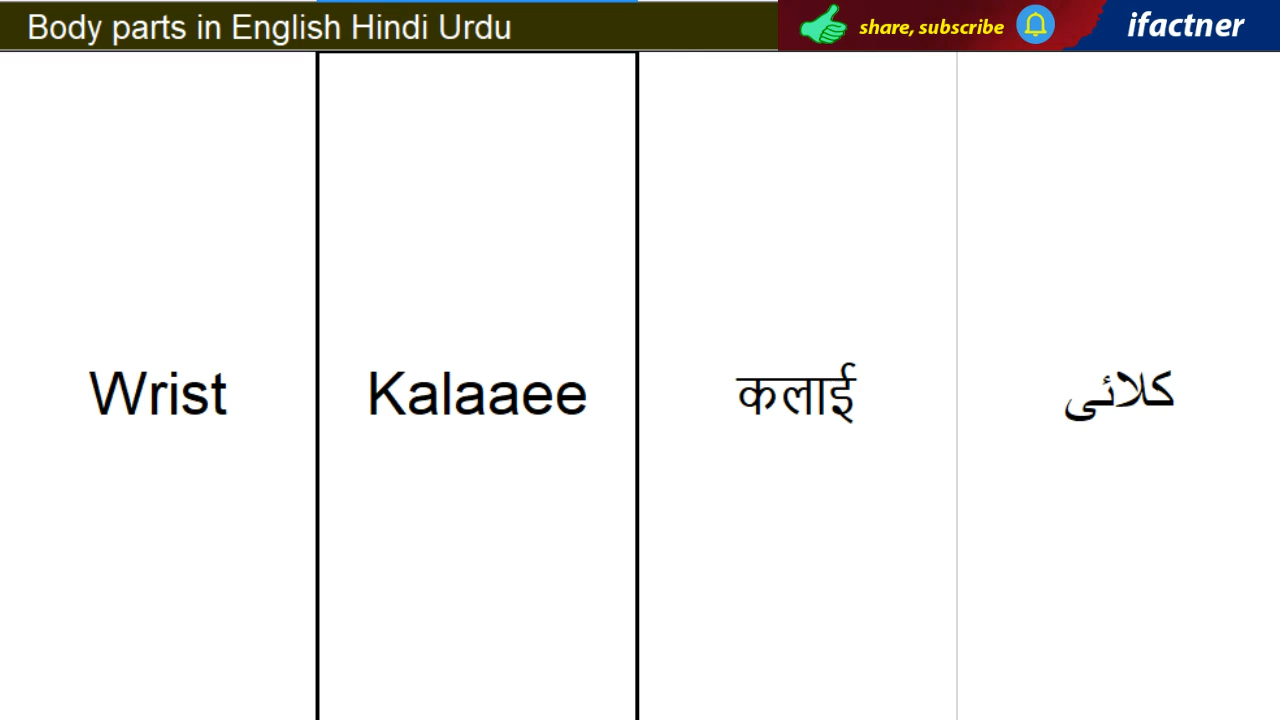 Body parts in English Hindi Urdu
share, subscribe
ifactner
Wrist
Kalaaee
कलाई
کلائی